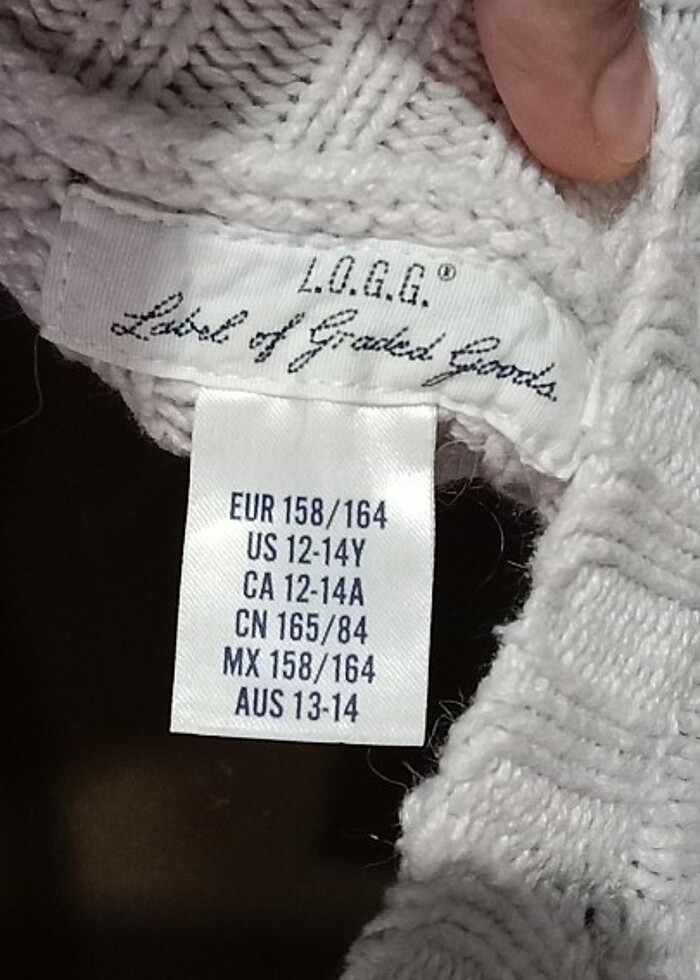 L.O.G.G.®
Label of Graded Goods.
EUR 158/164
US 12-14Y
CA 12-14A
CN 165/84
MX 158/164
AUS 13-14